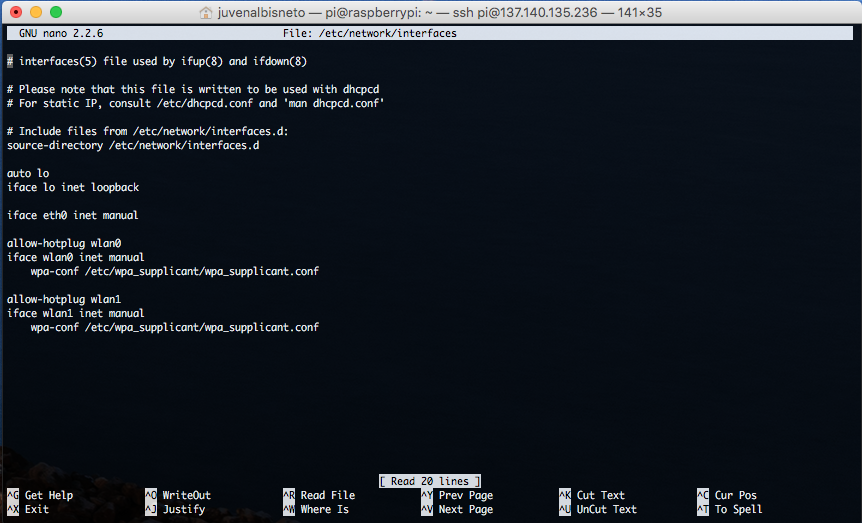 juvenalbisneto — pi@raspberrypi: ~ — ssh pi@137.140.135.236 — 141×35
GNU nano 2.2.6 File: /etc/network/interfaces
# interfaces(5) file used by ifup(8) and ifdown(8)
# Please note that this file is written to be used with dhcpcd
# For static IP, consult /etc/dhcpcd.conf and 'man dhcpcd.conf'
# Include files from /etc/network/interfaces.d:
source-directory /etc/network/interfaces.d
auto lo
iface lo inet loopback
iface eth0 inet manual
allow-hotplug wlan0
iface wlan0 inet manual
wpa-conf /etc/wpa_supplicant/wpa_supplicant.conf
allow-hotplug wlan1
iface wlan1 inet manual
wpa-conf /etc/wpa_supplicant/wpa_supplicant.conf
[ Read 20 lines ]
^G Get Help ^O WriteOut ^R Read File ^Y Prev Page ^K Cut Text ^C Cur Pos
^X Exit ^J Justify ^W Where Is ^V Next Page ^U UnCut Text ^T To Spell